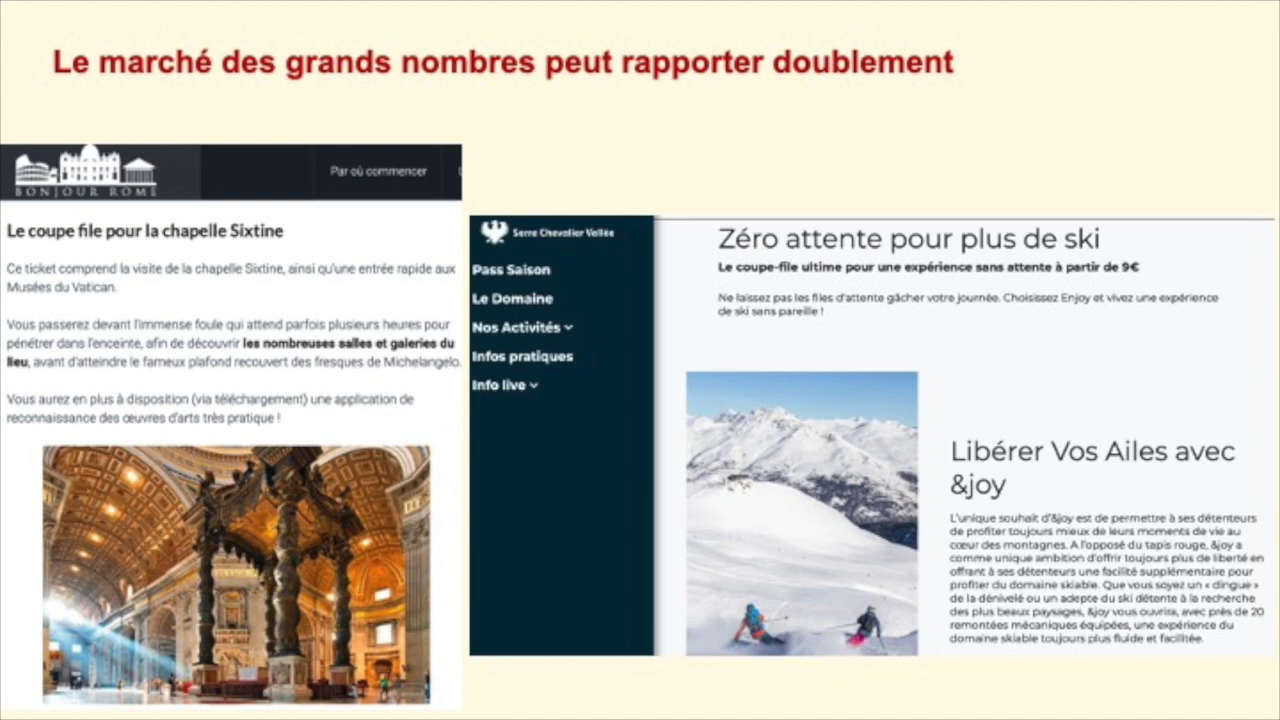 Le marché des grands nombres peut rapporter doublement
BONJOUR ROME
Par où commencer
Le coupe file pour la chapelle Sixtine
Ce ticket comprend la visite de la chapelle Sixtine, ainsi qu'une entrée rapide aux
Musées du Vatican.
Vous passerez devant l'immense foule qui attend parfois plusieurs heures pour
pénétrer dans l'enceinte, afin de découvrir les nombreuses salles et galeries du
lieu, avant d'atteindre le fameux plafond recouvert des fresques de Michelangelo.
Vous aurez en plus à disposition (via téléchargement) une application de
reconnaissance des œuvres d'arts très pratique !
Serre Chevalier Vallée
Pass Saison
Le Domaine
Nos Activités
Infos pratiques
Info live
Zéro attente pour plus de ski
Le coupe-file ultime pour une expérience sans attente à partir de 9€
Ne laissez pas les files d'attente gâcher votre journée. Choisissez Enjoy et vivez une expérience
de ski sans pareille !
Libérer Vos Ailes avec
&joy
L'unique souhait d'&joy est de permettre à ses détenteurs
de profiter toujours mieux de leurs moments de vie au
cœur des montagnes. A l'opposé du tapis rouge, &joy a
comme unique ambition d'offrir toujours plus de liberté en
offrant à ses détenteurs une facilité supplémentaire pour
profiter du domaine skiable. Que vous soyez un « dingue »
de la dénivelé ou un adepte du ski détente à la recherche
des plus beaux paysages, &joy vous ouvrira, avec près de 20
remontées mécaniques équipées, une expérience du
domaine skiable toujours plus fluide et facilitée.